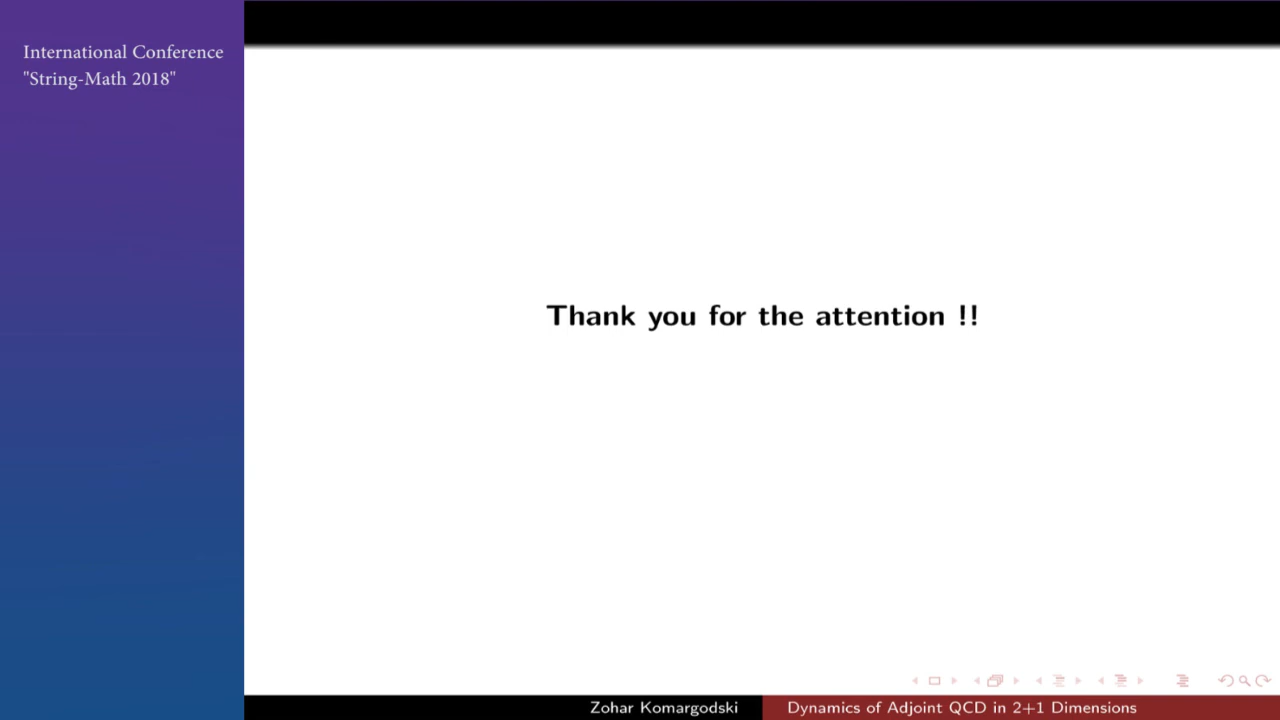 International Conference
"String-Math 2018"
Thank you for the attention !!
Zohar Komargodski
Dynamics of Adjoint QCD in 2+1 Dimensions